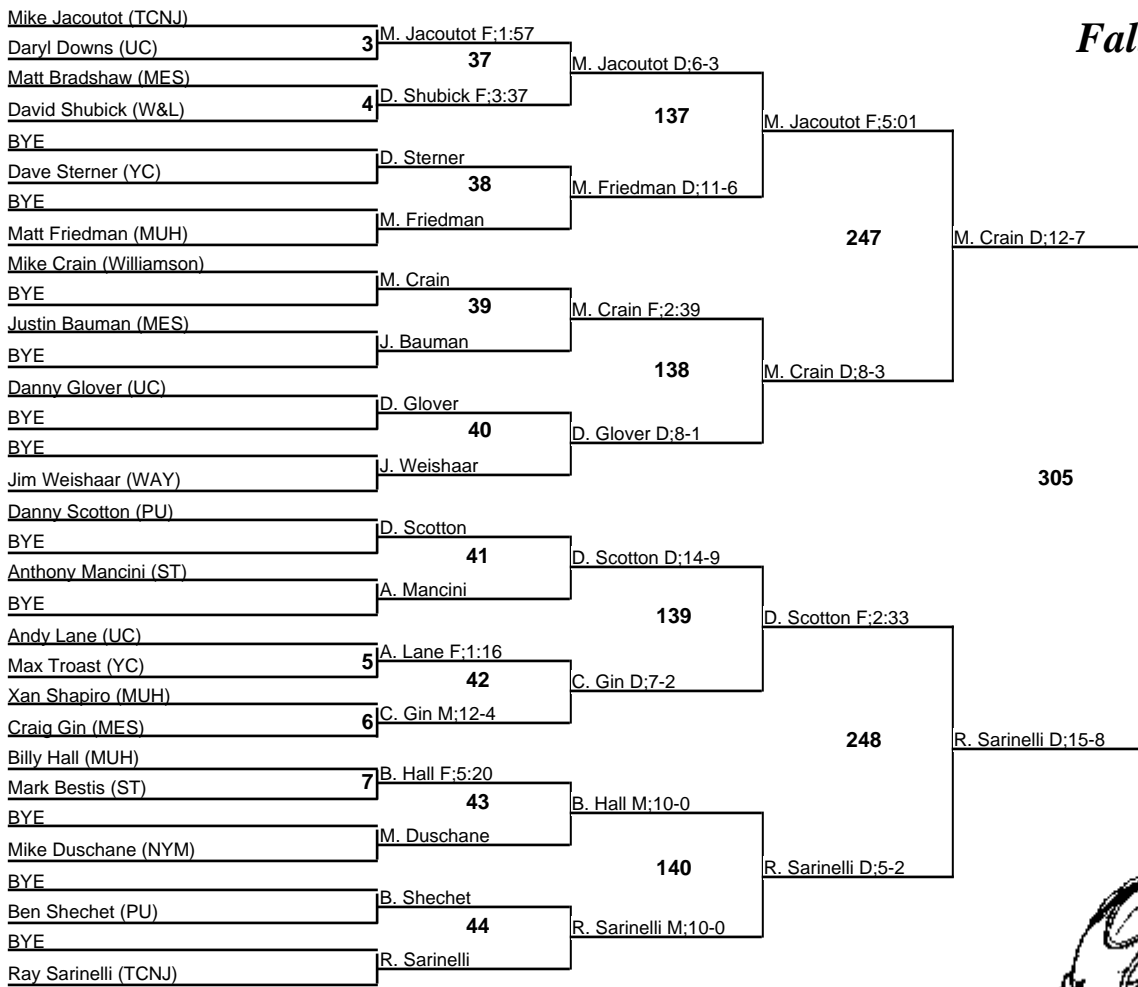 Mike Jacoutot (TCNJ)
Daryl Downs (UC)
Matt Bradshaw (MES)
David Shubick (W&L)
BYE
Dave Sterner (YC)
BYE
Matt Friedman (MUH)
Mike Crain (Williamson)
BYE
Justin Bauman (MES)
BYE
Danny Glover (UC)
BYE
BYE
Jim Weishaar (WAY)
Danny Scotton (PU)
BYE
Anthony Mancini (ST)
BYE
Andy Lane (UC)
Max Troast (YC)
Xan Shapiro (MUH)
Craig Gin (MES)
Billy Hall (MUH)
Mark Bestis (ST)
BYE
Mike Duschane (NYM)
BYE
Ben Shechet (PU)
BYE
Ray Sarinelli (TCNJ)
3
4
5
6
7
M. Jacoutot F;1:57
37
D. Shubick F;3:37
D. Sterner
38
M. Friedman
M. Crain
39
J. Bauman
D. Glover
40
J. Weishaar
D. Scotton
41
A. Mancini
A. Lane F;1:16
42
C. Gin M;12-4
B. Hall F;5:20
43
M. Duschane
B. Shechet
44
R. Sarinelli
M. Jacoutot D;6-3
137
M. Friedman D;11-6
M. Crain F;2:39
138
D. Glover D;8-1
D. Scotton D;14-9
139
C. Gin D;7-2
B. Hall M;10-0
140
R. Sarinelli M;10-0
M. Jacoutot F;5:01
247
M. Crain D;8-3
D. Scotton F;2:33
248
R. Sarinelli D;5-2
M. Crain D;12-7
305
R. Sarinelli D;15-8